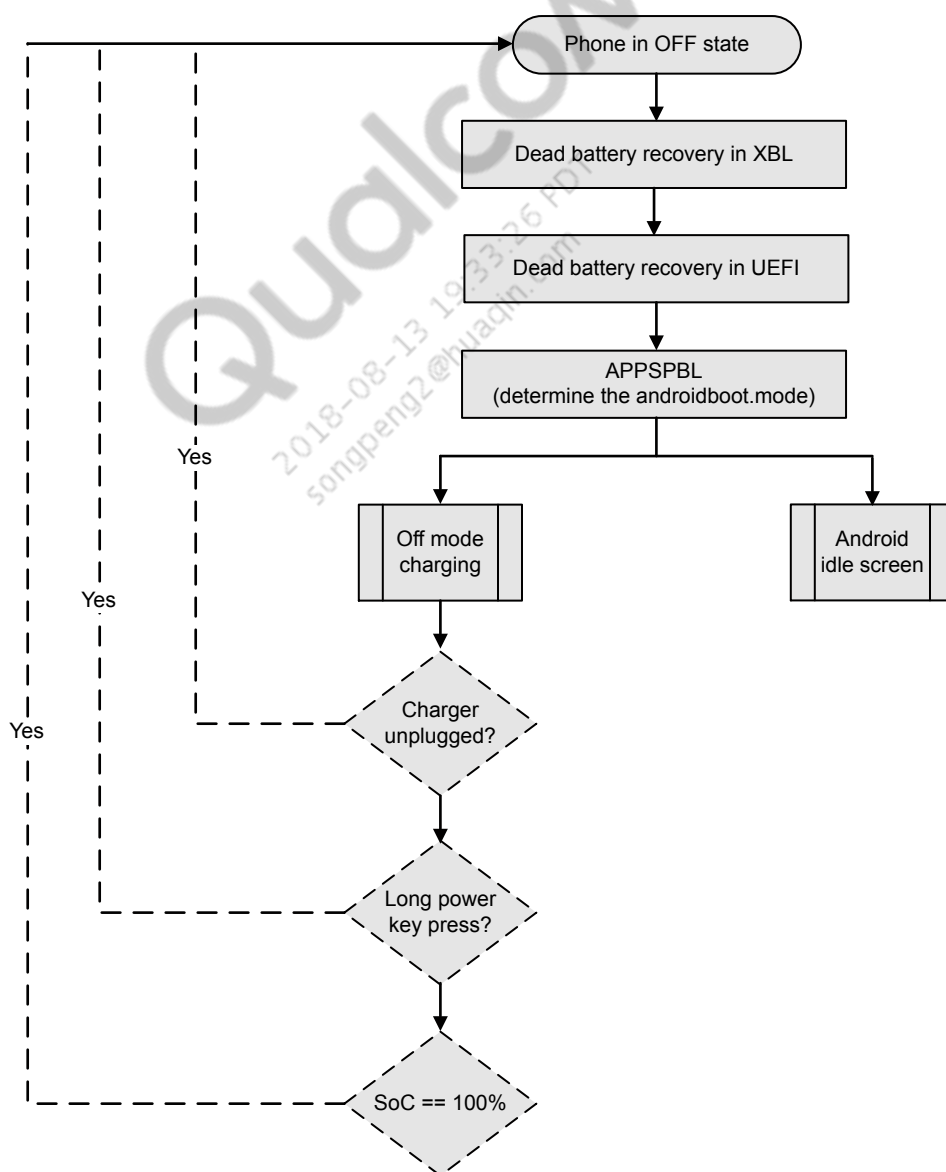 Phone in OFF state
Dead battery recovery in XBL
Dead battery recovery in UEFI
APPSPBL
(determine the androidboot.mode)
Off mode
charging
Android
idle screen
Yes
Charger
unplugged?
Yes
Long power
key press?
Yes
SoC == 100%
Qualcom
2018-08-13 19:33:26 PDT
songpeng2@huaqin.com